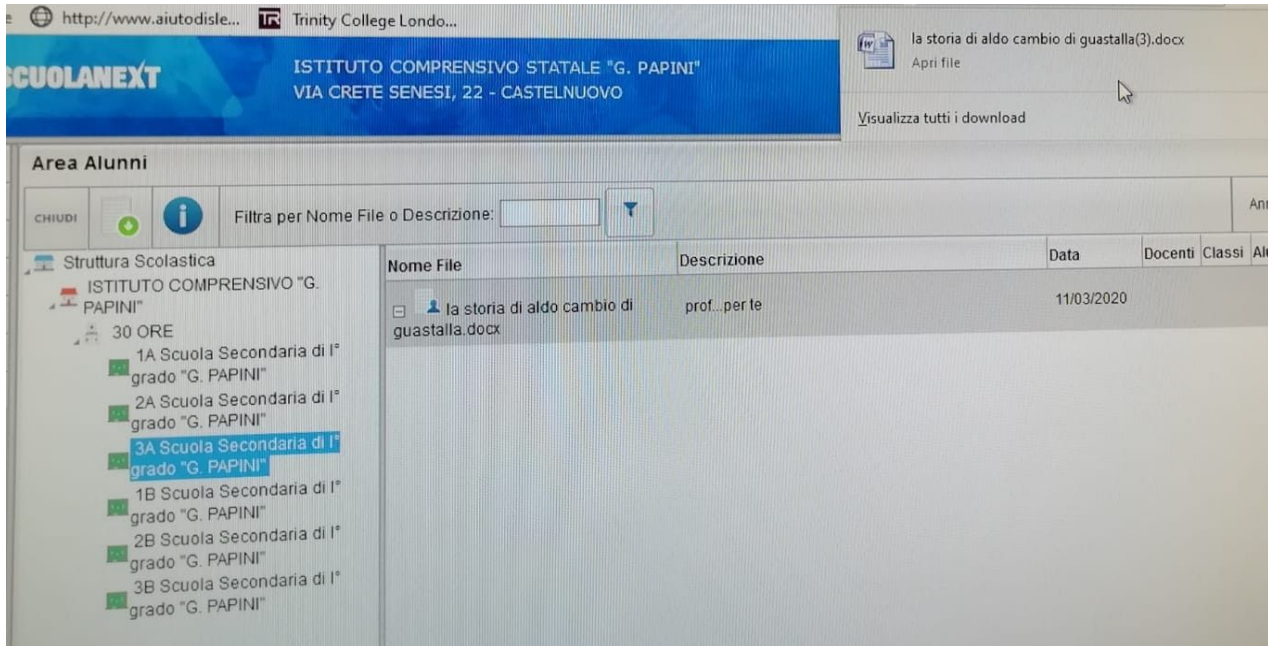 http://www.aiutodisle...
Trinity College Londo...
la storia di aldo cambio di guastalla(3).docx
Apri file
Visualizza tutti i download
SCUOLANEXT
ISTITUTO COMPRENSIVO STATALE "G. PAPINI"
VIA CRETE SENESI, 22 - CASTELNUOVO
Area Alunni
CHIUDI
Filtra per Nome File o Descrizione:
Struttura Scolastica
ISTITUTO COMPRENSIVO "G.
PAPINI"
30 ORE
1A Scuola Secondaria di I°
grado "G. PAPINI"
2A Scuola Secondaria di I°
grado "G. PAPINI"
3A Scuola Secondaria di I°
grado "G. PAPINI"
1B Scuola Secondaria di I°
grado "G. PAPINI"
2B Scuola Secondaria di I°
grado "G. PAPINI"
3B Scuola Secondaria di I°
grado "G. PAPINI"
Nome File Descrizione Data Docenti Classi
la storia di aldo cambio di
guastalla.docx
prof...per te
11/03/2020